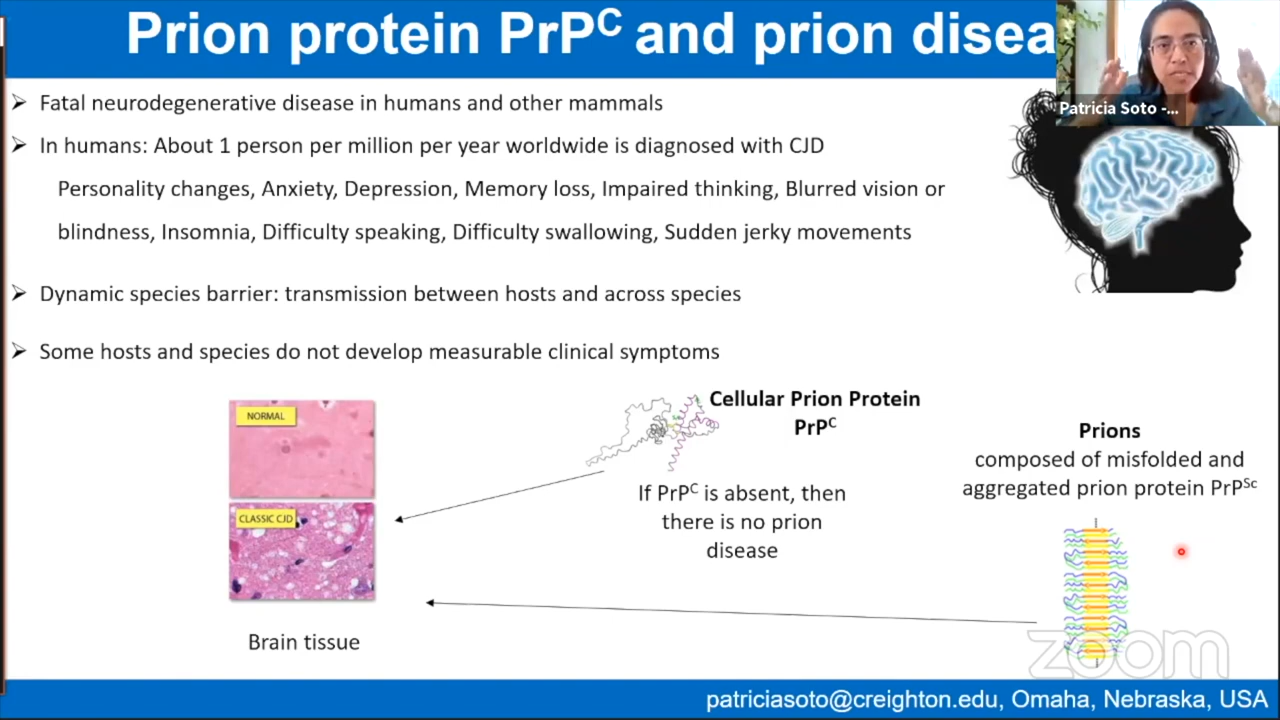 Prion protein PrPC and prion disea
Patricia Soto -...
Fatal neurodegenerative disease in humans and other mammals
In humans: About 1 person per million per year worldwide is diagnosed with CJD
Personality changes, Anxiety, Depression, Memory loss, Impaired thinking, Blurred vision or
blindness, Insomnia, Difficulty speaking, Difficulty swallowing, Sudden jerky movements
Dynamic species barrier: transmission between hosts and across species
Some hosts and species do not develop measurable clinical symptoms
NORMAL
CLASSIC CJD
Brain tissue
Cellular Prion Protein
PrPC
If PrPC is absent, then
there is no prion
disease
Prions
composed of misfolded and
aggregated prion protein PrPSc
zoom
patriciasoto@creighton.edu, Omaha, Nebraska, USA